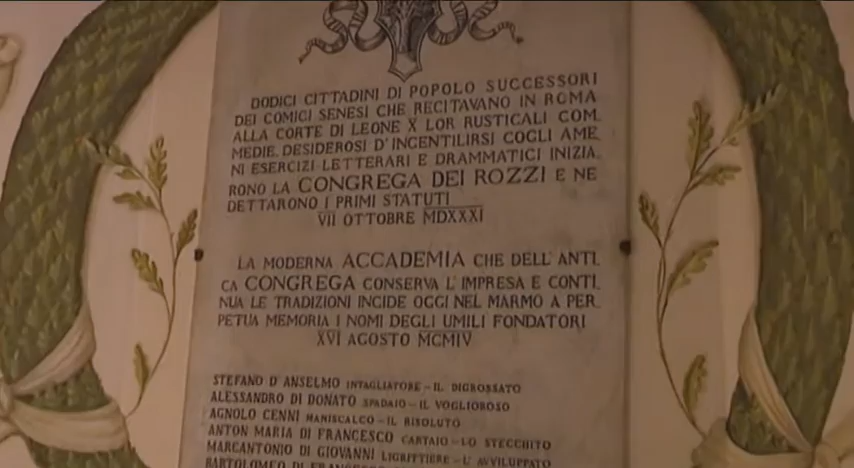 DODICI CITTADINI DI POPOLO SUCCESSORI
DEI COMICI SENESI CHE RECITAVANO IN ROMA
ALLA CORTE DI LEONE X LOR RUSTICALI COM.
MEDIE. DESIDEROSI D'INCENTILIRSI COGLI AME.
NI ESERCIZI LETTERARI E DRAMMATICI INIZIA.
RONO LA CONGREGA DEI ROZZI E NE
DETTARONO I PRIMI STATUTI
VII OTTOBRE MDXXXI
LA MODERNA ACCADEMIA CHE DELL'ANTI.
CA CONGREGA CONSERVA L'IMPRESA E CONTI.
NUA LE TRADIZIONI INCIDE OGGI NEL MARMO A PER.
PETUA MEMORIA I NOMI DEGLI UMILI FONDATORI
XVI AGOSTO MCMIV
STEFANO D'ANSELMO INTAGLIATORE - IL DIGROSSATO
ALESSANDRO DI DONATO SPADAIO - IL VOGLIOROSO
AGNOLO CENNI MANISCALCO - IL RISOLUTO
ANTON MARIA DI FRANCESCO CARTAIO - LO STECCHITO
MARCANTONIO DI GIOVANNI LIGRITTIERE - L'AVVILUPPATO
BARTOLOMEO DI FRANCESCO